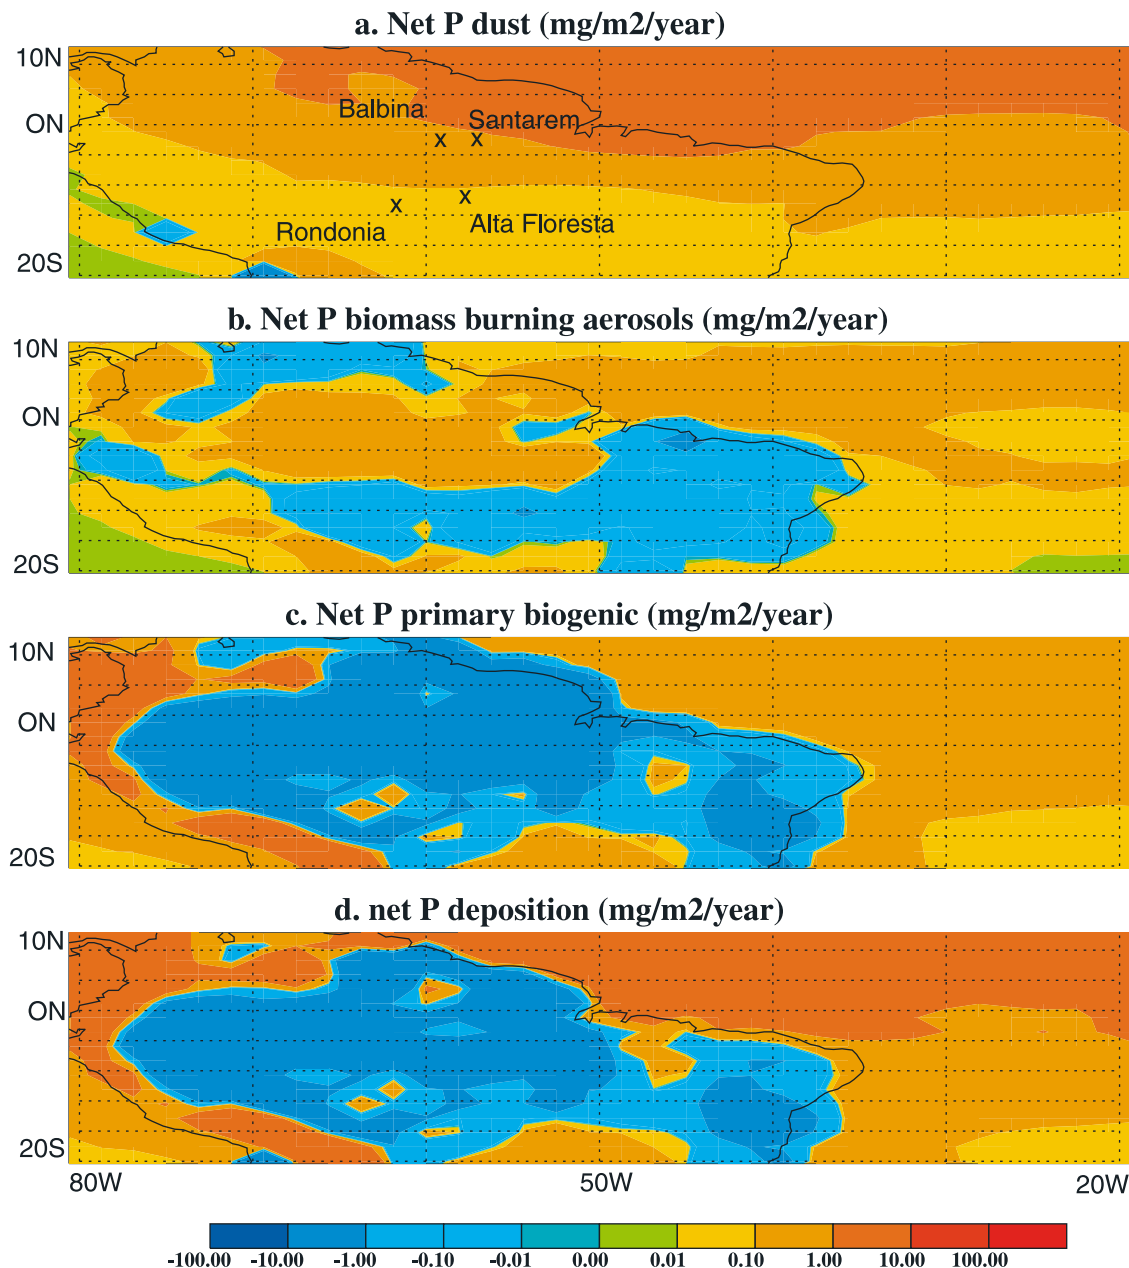 a. Net P dust (mg/m2/year)
10N
Balbina
Santarem
ON
Rondonia
Alta Floresta
20S
b. Net P biomass burning aerosols (mg/m2/year)
10N
ON
20S
c. Net P primary biogenic (mg/m2/year)
10N
ON
20S
d. net P deposition (mg/m2/year)
10N
ON
20S
80W 50W 20W
-100.00 -10.00 -1.00 -0.10 -0.01 0.00 0.01 0.10 1.00 10.00 100.00